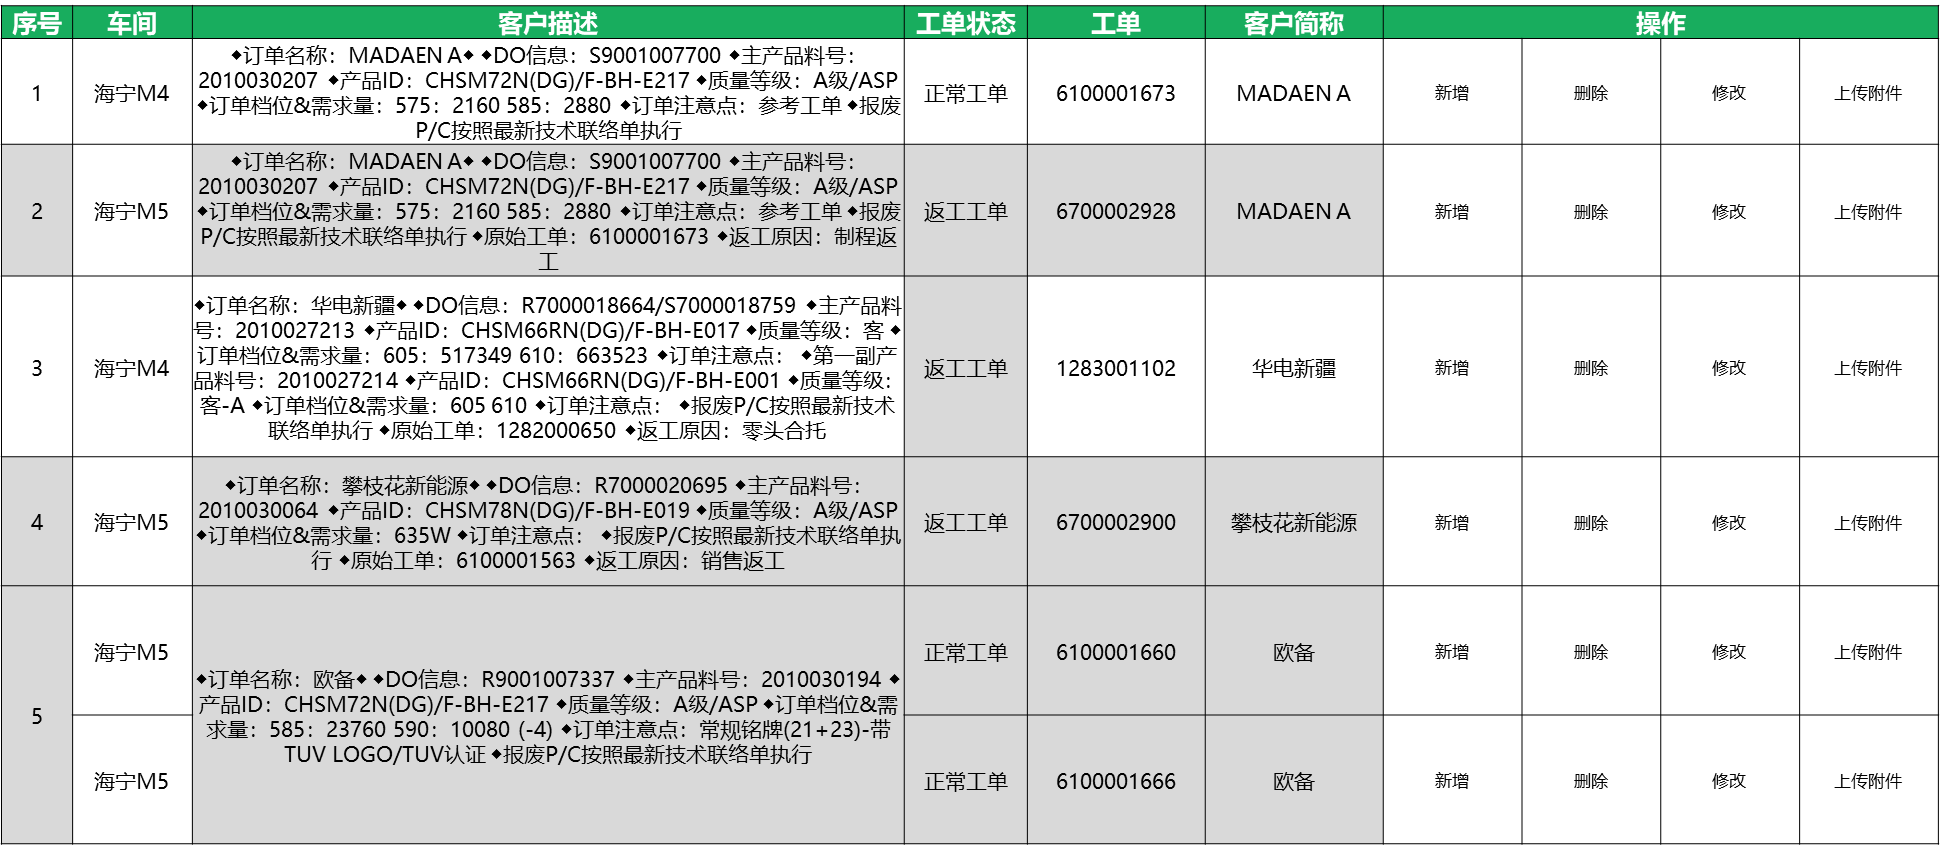 序号 车间 客户描述 工单状态 工单 客户简称 操作
1 海宁M4
◆订单名称：MADAEN A◆ ◆DO信息：S9001007700 ◆主产品料号：
2010030207 ◆产品ID：CHSM72N(DG)/F-BH-E217 ◆质量等级：A级/ASP
◆订单档位&需求量：575：2160 585：2880 ◆订单注意点：参考工单 ◆报废
P/C按照最新技术联络单执行
正常工单 6100001673 MADAEN A 新增 删除 修改 上传附件
2 海宁M5
◆订单名称：MADAEN A◆ ◆DO信息：S9001007700 ◆主产品料号：
2010030207 ◆产品ID：CHSM72N(DG)/F-BH-E217 ◆质量等级：A级/ASP
◆订单档位&需求量：575：2160 585：2880 ◆订单注意点：参考工单 ◆报废
P/C按照最新技术联络单执行 ◆原始工单：6100001673 ◆返工原因：制程返
工
返工工单 6700002928 MADAEN A 新增 删除 修改 上传附件
3 海宁M4
◆订单名称：华电新疆◆ ◆DO信息：R7000018664/S7000018759 ◆主产品料
号：2010027213 ◆产品ID：CHSM66RN(DG)/F-BH-E017 ◆质量等级：客 ◆
订单档位&需求量：605：517349 610：663523 ◆订单注意点： ◆第一副产
品料号：2010027214 ◆产品ID：CHSM66RN(DG)/F-BH-E001 ◆质量等级：
客-A ◆订单档位&需求量：605 610 ◆订单注意点： ◆报废P/C按照最新技术
联络单执行 ◆原始工单：1282000650 ◆返工原因：零头合托
返工工单 1283001102 华电新疆 新增 删除 修改 上传附件
4 海宁M5
◆订单名称：攀枝花新能源◆ ◆DO信息：R7000020695 ◆主产品料号：
2010030064 ◆产品ID：CHSM78N(DG)/F-BH-E019 ◆质量等级：A级/ASP
◆订单档位&需求量：635W ◆订单注意点： ◆报废P/C按照最新技术联络单执
行 ◆原始工单：6100001563 ◆返工原因：销售返工
返工工单 6700002900 攀枝花新能源 新增 删除 修改 上传附件
5 海宁M5
◆订单名称：欧备◆ ◆DO信息：R9001007337 ◆主产品料号：2010030194 ◆
产品ID：CHSM72N(DG)/F-BH-E217 ◆质量等级：A级/ASP ◆订单档位&需
求量：585：23760 590：10080 (-4) ◆订单注意点：常规铭牌(21+23)-带
TUV LOGO/TUV认证 ◆报废P/C按照最新技术联络单执行
正常工单 6100001660 欧备 新增 删除 修改 上传附件
海宁M5 正常工单 6100001666 欧备 新增 删除 修改 上传附件